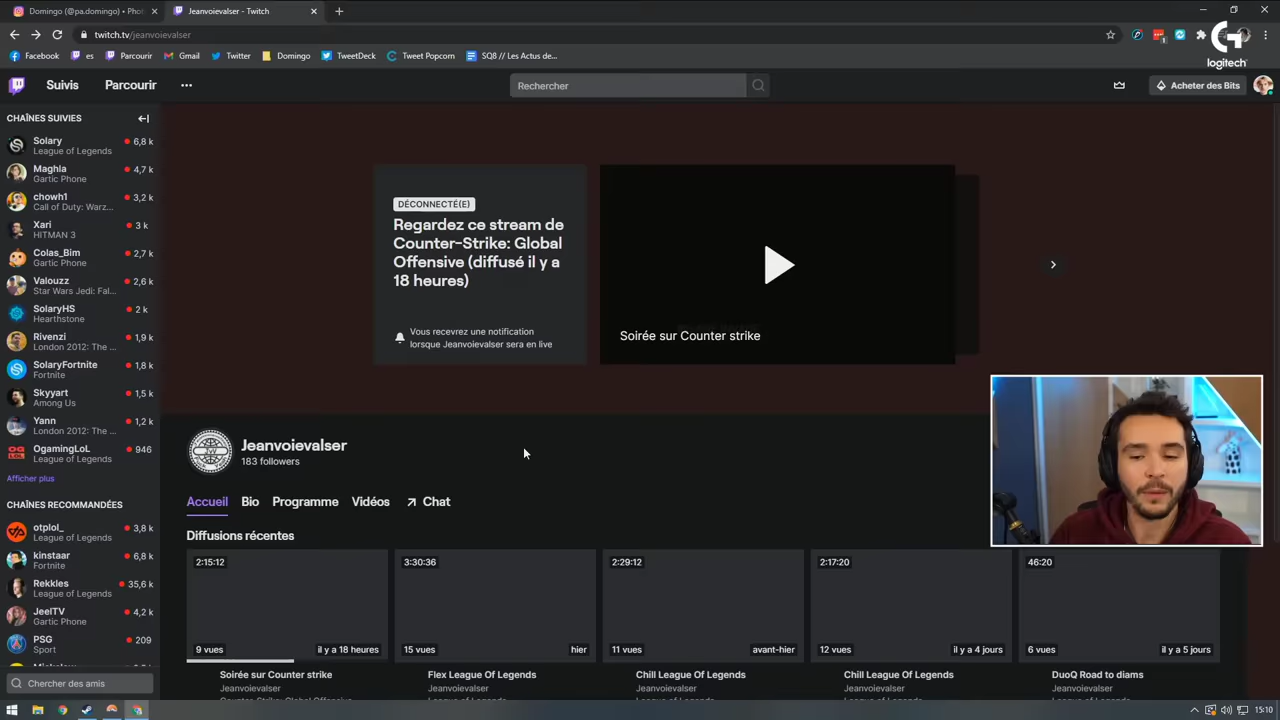 Domingo (@pa.domingo) • Pho
Jeanvoievalser - Twitch
twitch.tv/jeanvoievalser
Facebook
es
Parcourir
Gmail
Twitter
Domingo
TweetDeck
Tweet Popcorn
SQ8 // Les Actus de...
logitech
Suivis
Parcourir
Rechercher
Acheter des Bits
CHAÎNES SUIVIES
Solary
6,8 k
League of Legends
Maghla
4,7 k
Gartic Phone
chowh1
3,2 k
Call of Duty: Warz...
Xari
3 k
HITMAN 3
Colas_Bim
2,7 k
Gartic Phone
Valouzz
2,6 k
Star Wars Jedi: Fal...
SolaryHS
2 k
Hearthstone
Rivenzi
1,9 k
London 2012: The ...
SolaryFortnite
1,8 k
Fortnite
Skyyart
1,5 k
Among Us
Yann
1,2 k
London 2012: The ...
OgamingLoL
946
League of Legends
Afficher plus
CHAÎNES RECOMMANDÉES
otplol_
3,8 k
League of Legends
kinstaar
6,8 k
Fortnite
Rekkles
35,6 k
League of Legends
JeelTV
4,2 k
Gartic Phone
PSG
209
Sport
Chercher des amis
DÉCONNECTÉ(E)
Regardez ce stream de
Counter-Strike: Global
Offensive (diffusé il y a
18 heures)
Vous recevrez une notification
lorsque Jeanvoievalser sera en live
Soirée sur Counter strike
Jeanvoievalser
183 followers
Accueil
Bio
Programme
Vidéos
Chat
Diffusions récentes
2:15:12
3:30:36
2:29:12
2:17:20
46:20
9 vues
il y a 18 heures
15 vues
hier
11 vues
avant-hier
12 vues
il y a 4 jours
6 vues
il y a 5 jours
Soirée sur Counter strike
Flex League Of Legends
Chill League Of Legends
Chill League Of Legends
DuoQ Road to diams
Jeanvoievalser
Jeanvoievalser
Jeanvoievalser
Jeanvoievalser
Jeanvoievalser
15:10